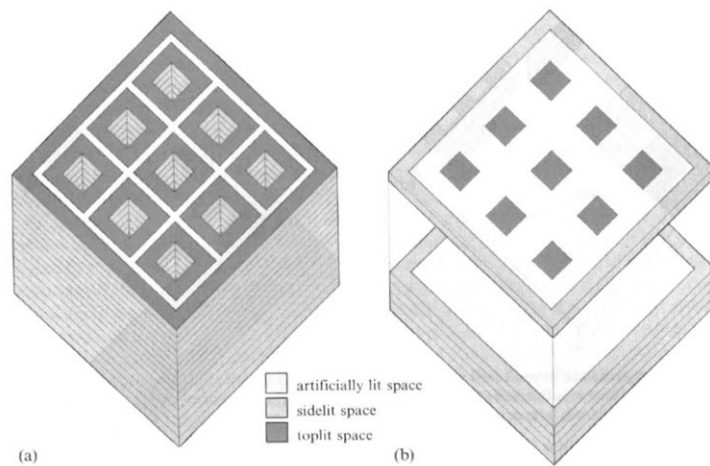 artificially lit space
sidelit space
toplit space
(a)
(b)